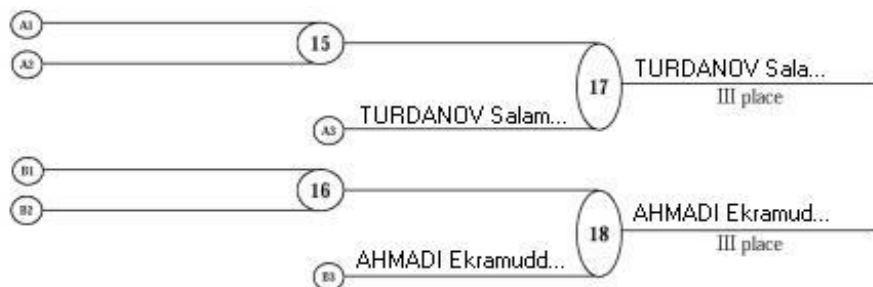 A1
15
A2
17
TURDANOV Sala...
III place
A3
TURDANOV Salam...
B1
16
B2
18
AHMADI Ekramud...
III place
B3
AHMADI Ekramudd...